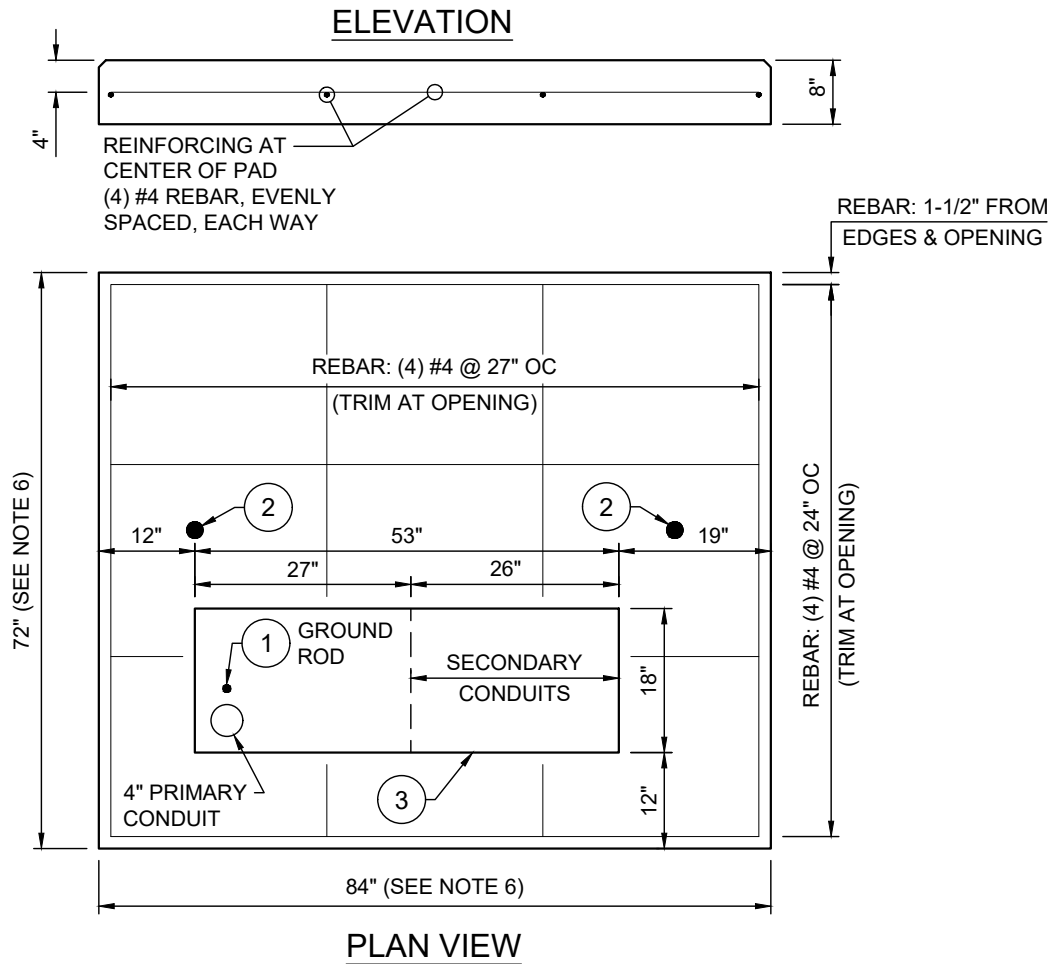 ELEVATION
4"
8"
REINFORCING AT
CENTER OF PAD
(4) #4 REBAR, EVENLY
SPACED, EACH WAY
REBAR: 1-1/2" FROM
EDGES & OPENING
REBAR: (4) #4 @ 27" OC
(TRIM AT OPENING)
72" (SEE NOTE 6)
2
2
12"
53"
19"
27"
26"
REBAR: (4) #4 @ 24" OC
(TRIM AT OPENING)
1
GROUND
ROD
SECONDARY
CONDUITS
18"
4" PRIMARY
CONDUIT
3
12"
84" (SEE NOTE 6)
PLAN VIEW